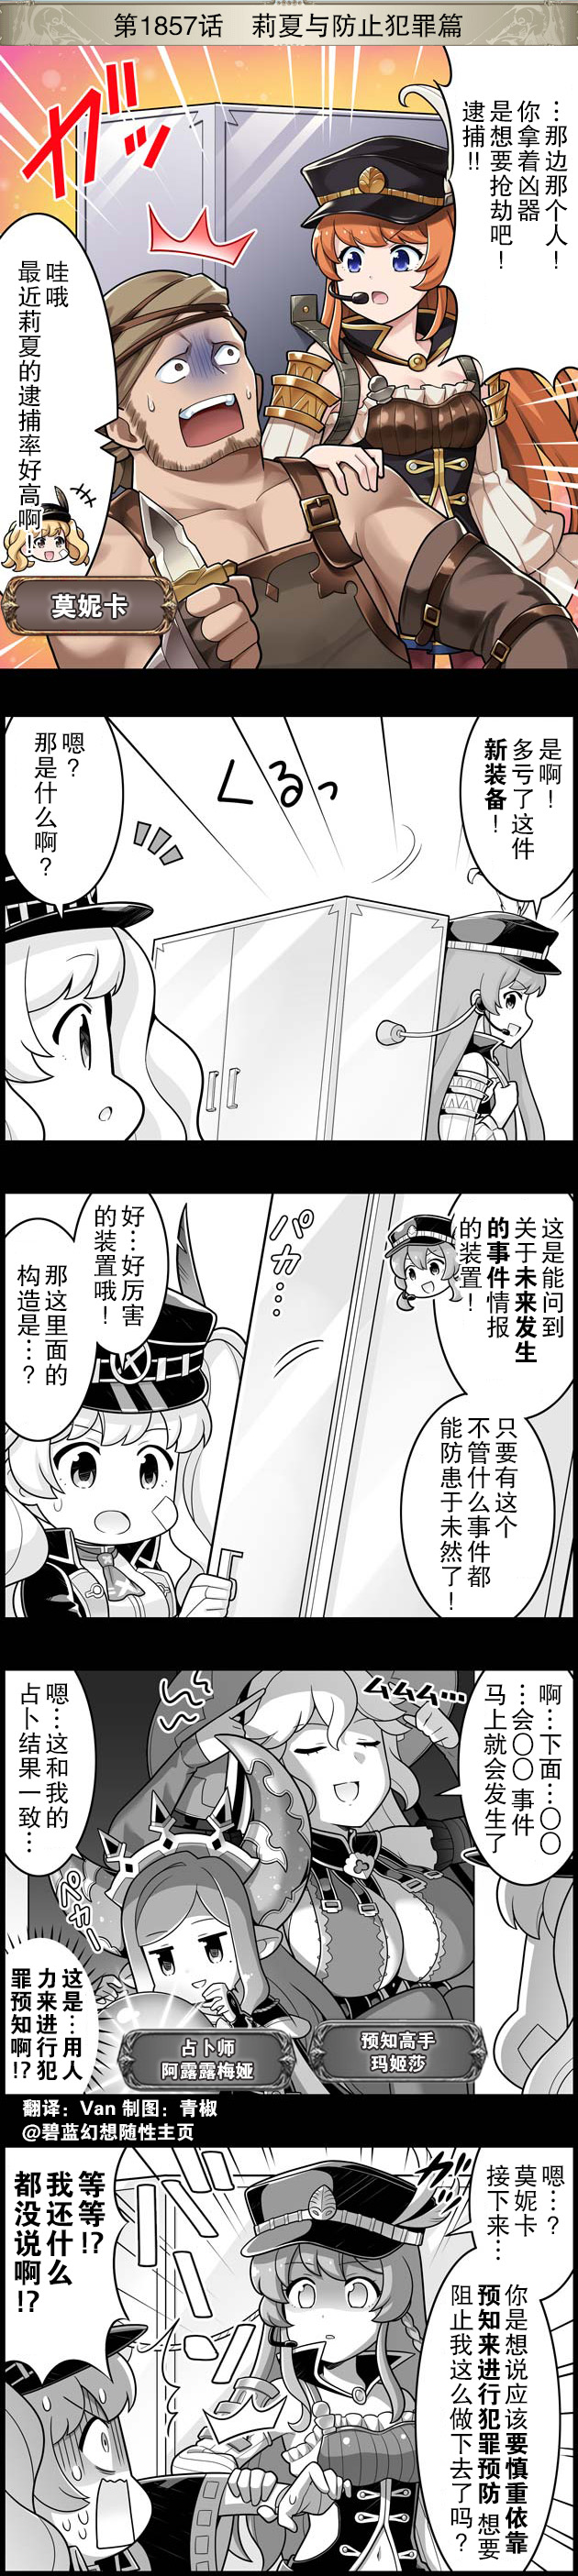 第1857话　莉夏与防止犯罪篇
…那边那个人！
你拿着凶器
是想要抢劫吧！
逮捕!!
ガッ
哇哦
最近莉夏的逮捕率好高啊！
莫妮卡
是啊！
多亏了这件
新装备！
くるっ
嗯？
那是什么啊？
这是能问到
关于未来发生
的事件情报
的装置！
只要有这个
不管什么事件都
能防患于未然了！
パカ…
好…好厉害
的装置哦！
那这里面的
构造是…？
啊…下面…〇〇
…会〇〇事件
马上就会发生了
ムムムム…
嗯…这和我的
占卜结果一致…
ペカー
预知高手
玛姬莎
占卜师
阿露露梅娅
这是…用人
力来进行犯
罪预知啊!?
翻译：Van 制图：青椒
@碧蓝幻想随性主页
嗯…？
莫妮卡
接下来…
ガッ
你是想说应该要慎重依靠
预知来进行犯罪预防 想要
阻止我这么做下去了吗？
等等!?
我还什么
都没说啊!?